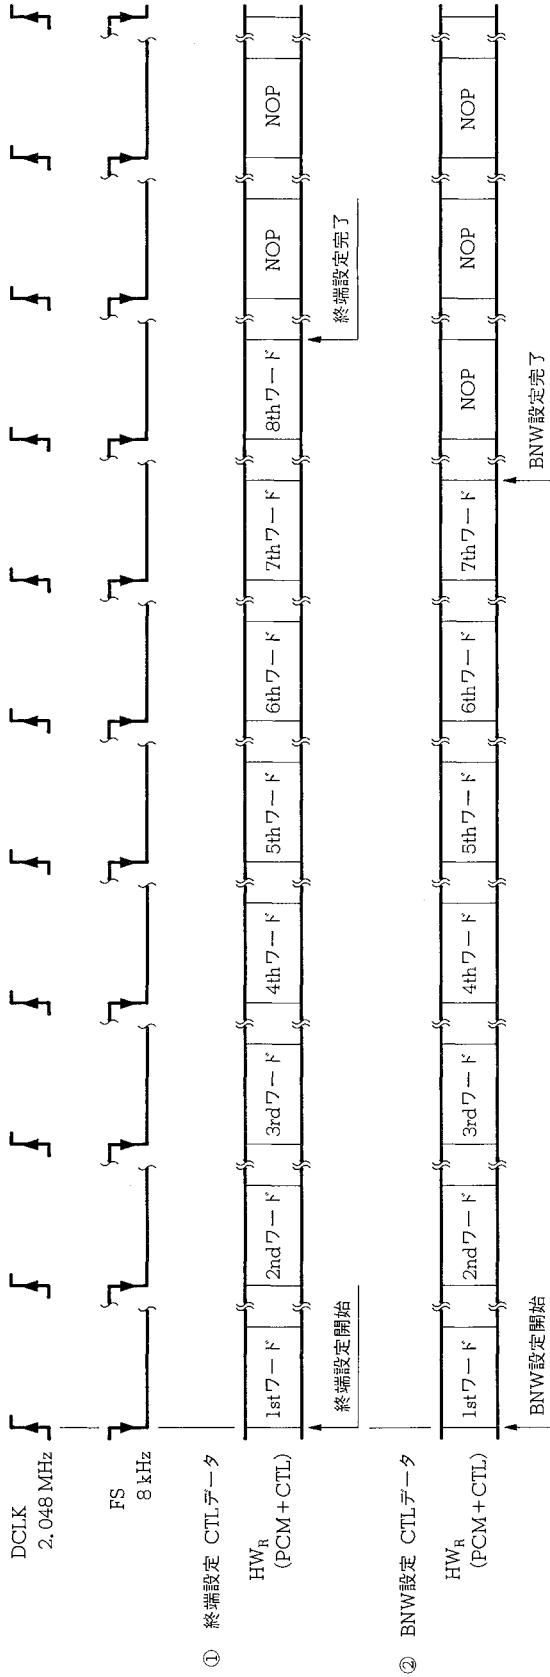 DCLK
2.048 MHz
FS
8 kHz
① 終端設定 CTLデータ
HWR
(PCM+CTL)
1stワード
2ndワード
3rdワード
4thワード
5thワード
6thワード
7thワード
8thワード
NOP
NOP
終端設定開始
終端設定完了
② BNW設定 CTLデータ
HWR
(PCM+CTL)
1stワード
2ndワード
3rdワード
4thワード
5thワード
6thワード
7thワード
NOP
NOP
NOP
BNW設定開始
BNW設定完了